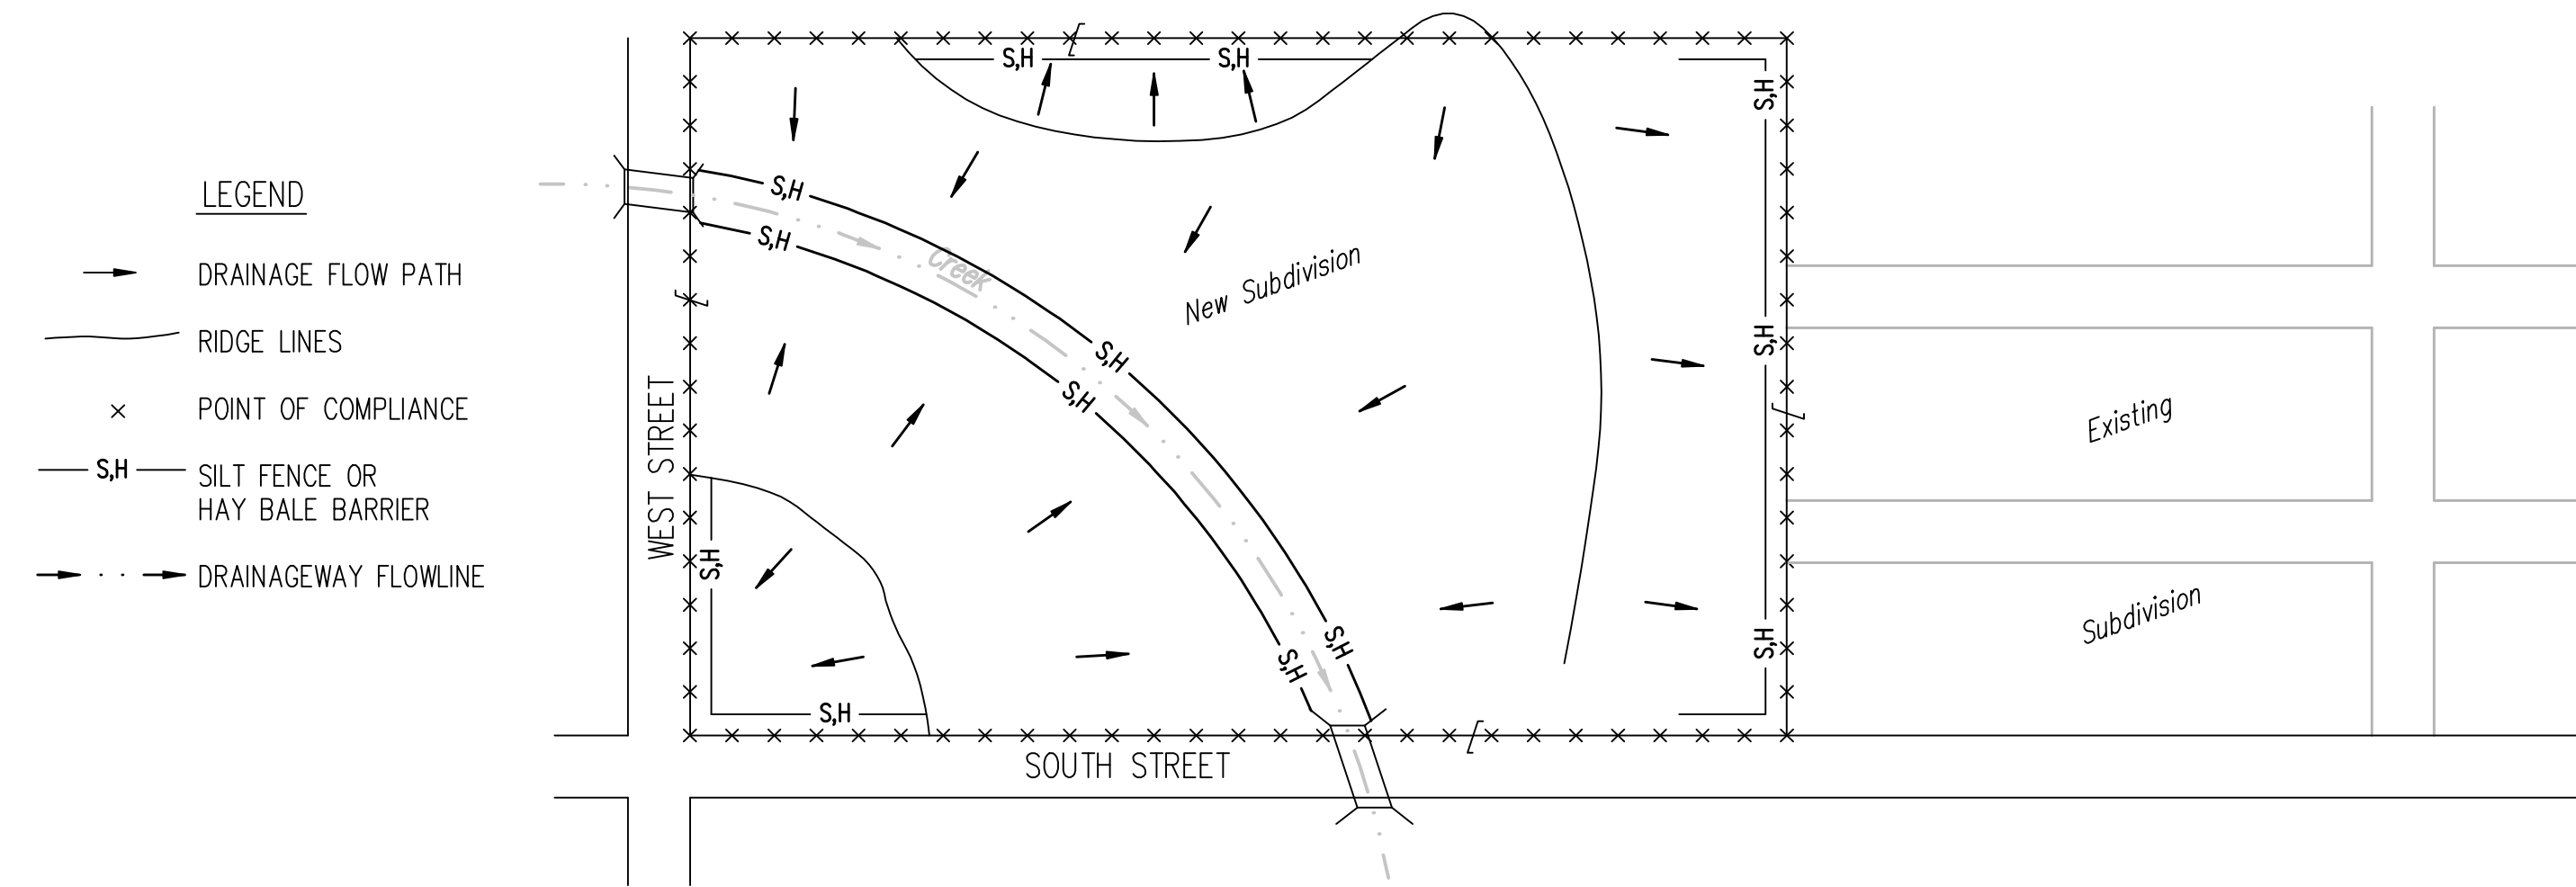 LEGEND
DRAINAGE FLOW PATH
RIDGE LINES
POINT OF COMPLIANCE
S,H
SILT FENCE OR
HAY BALE BARRIER
DRAINAGEWAY FLOWLINE
S,H
S,H
S,H
S,H
S,H
Creek
New Subdivision
S,H
S,H
S,H
WEST STREET
Existing
S,H
S,H
S,H
S,H
Subdivision
S,H
SOUTH STREET